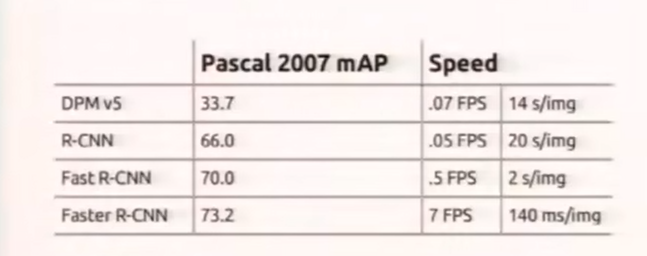 Pascal 2007 mAP Speed
DPM v5 33.7 .07 FPS 14 s/img
R-CNN 66.0 .05 FPS 20 s/img
Fast R-CNN 70.0 .5 FPS 2 s/img
Faster R-CNN 73.2 7 FPS 140 ms/img